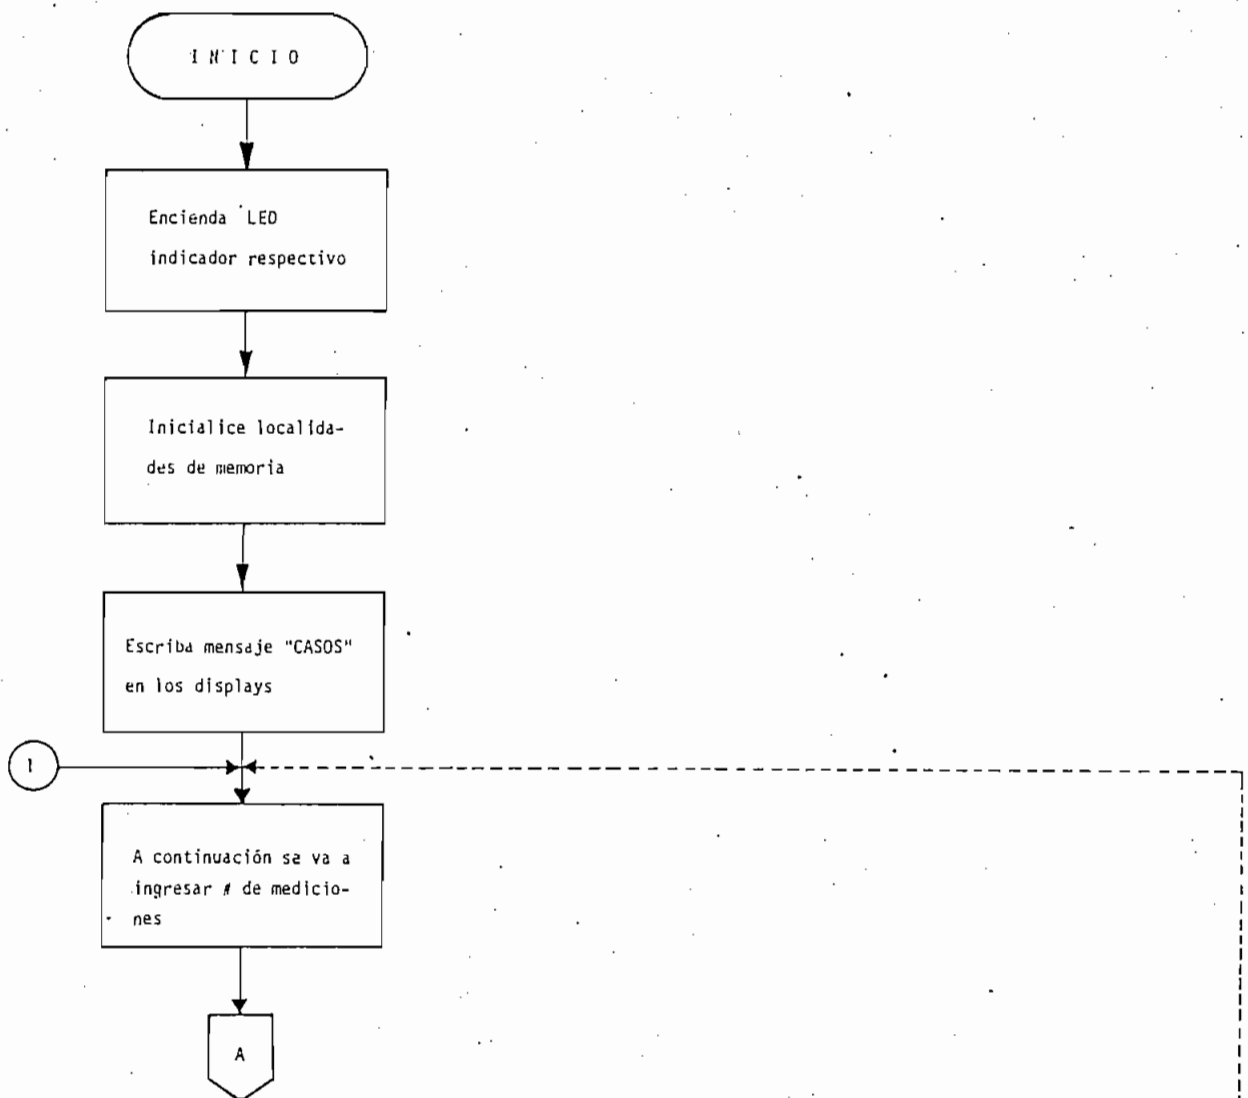 INICIO
Encienda LED
indicador respectivo
Inicialice localida-
des de memoria
Escriba mensaje "CASOS"
en los displays
1
A continuación se va a
ingresar # de medicio-
nes
A